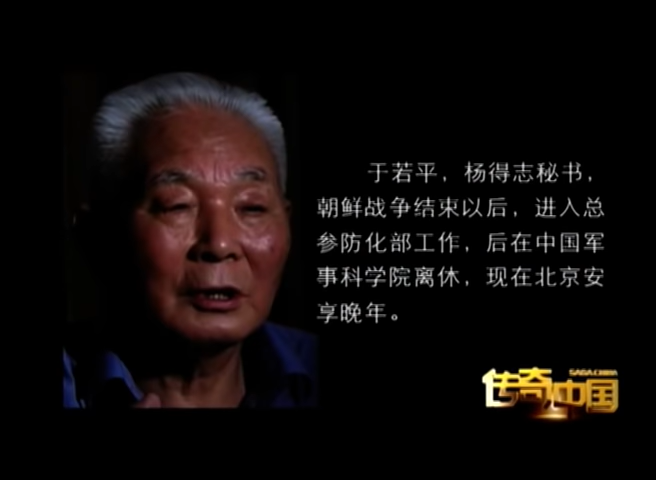 于若平，杨得志秘书，
朝鲜战争结束以后，进入总
参防化部工作，后在中国军
事科学院离休，现在北京安
享晚年。
SAGA CHINA
传奇中国